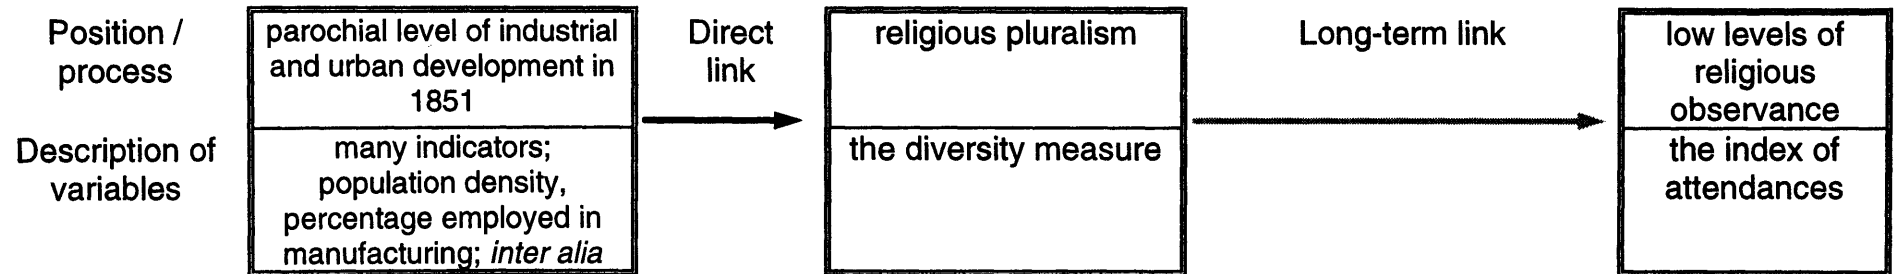 Position /
process
parochial level of industrial
and urban development in
1851
Direct
link
religious pluralism
Long-term link
low levels of
religious
observance
Description of
variables
many indicators;
population density,
percentage employed in
manufacturing; inter alia
the diversity measure
the index of
attendances